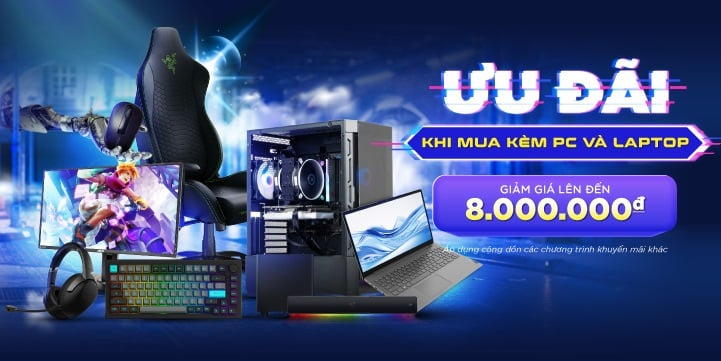 ƯU ĐÃI
KHI MUA KÈM PC VÀ LAPTOP
GIẢM GIÁ LÊN ĐẾN
8.000.000đ
Áp dụng cộng dồn các chương trình khuyến mãi khác